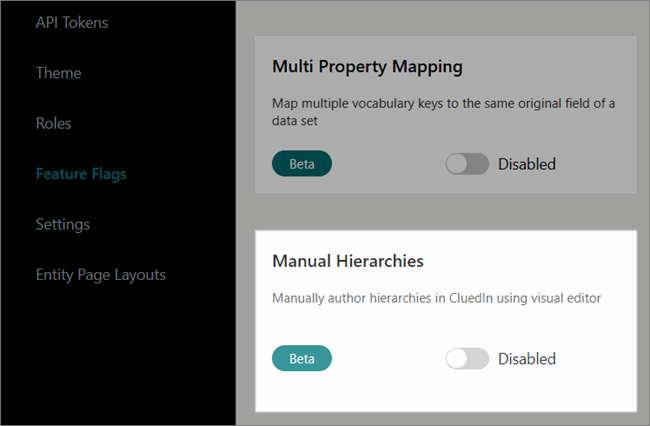 API Tokens
Theme
Roles
Feature Flags
Settings
Entity Page Layouts
Multi Property Mapping
Map multiple vocabulary keys to the same original field of a
data set
Beta
Disabled
Manual Hierarchies
Manually author hierarchies in CluedIn using visual editor
Beta
Disabled